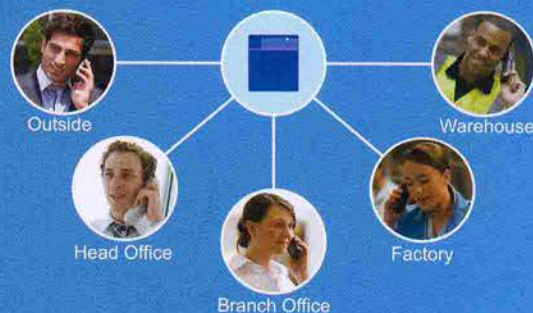 Outside
Warehouse
Head Office
Factory
Branch Office